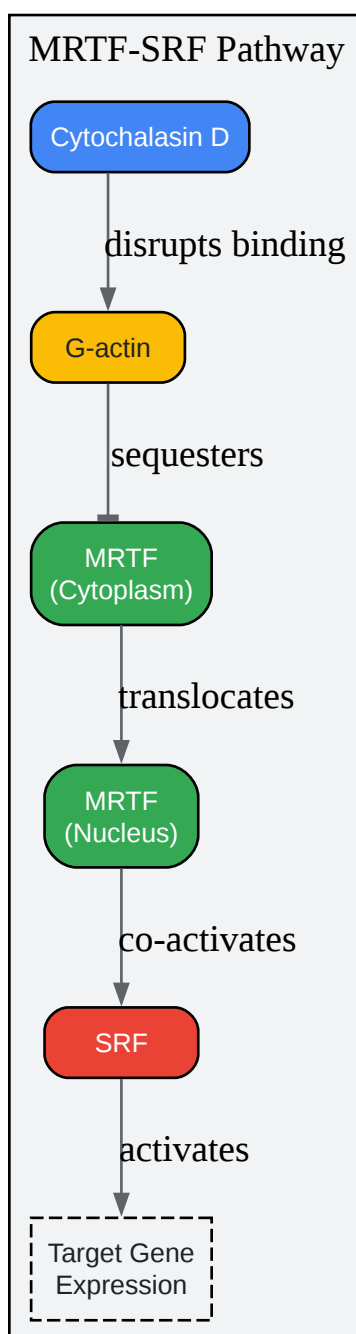 MRTF-SRF Pathway
Cytochalasin D
disrupts binding
G-actin
sequesters
MRTF
(Cytoplasm)
translocates
MRTF
(Nucleus)
co-activates
SRF
activates
Target Gene
Expression